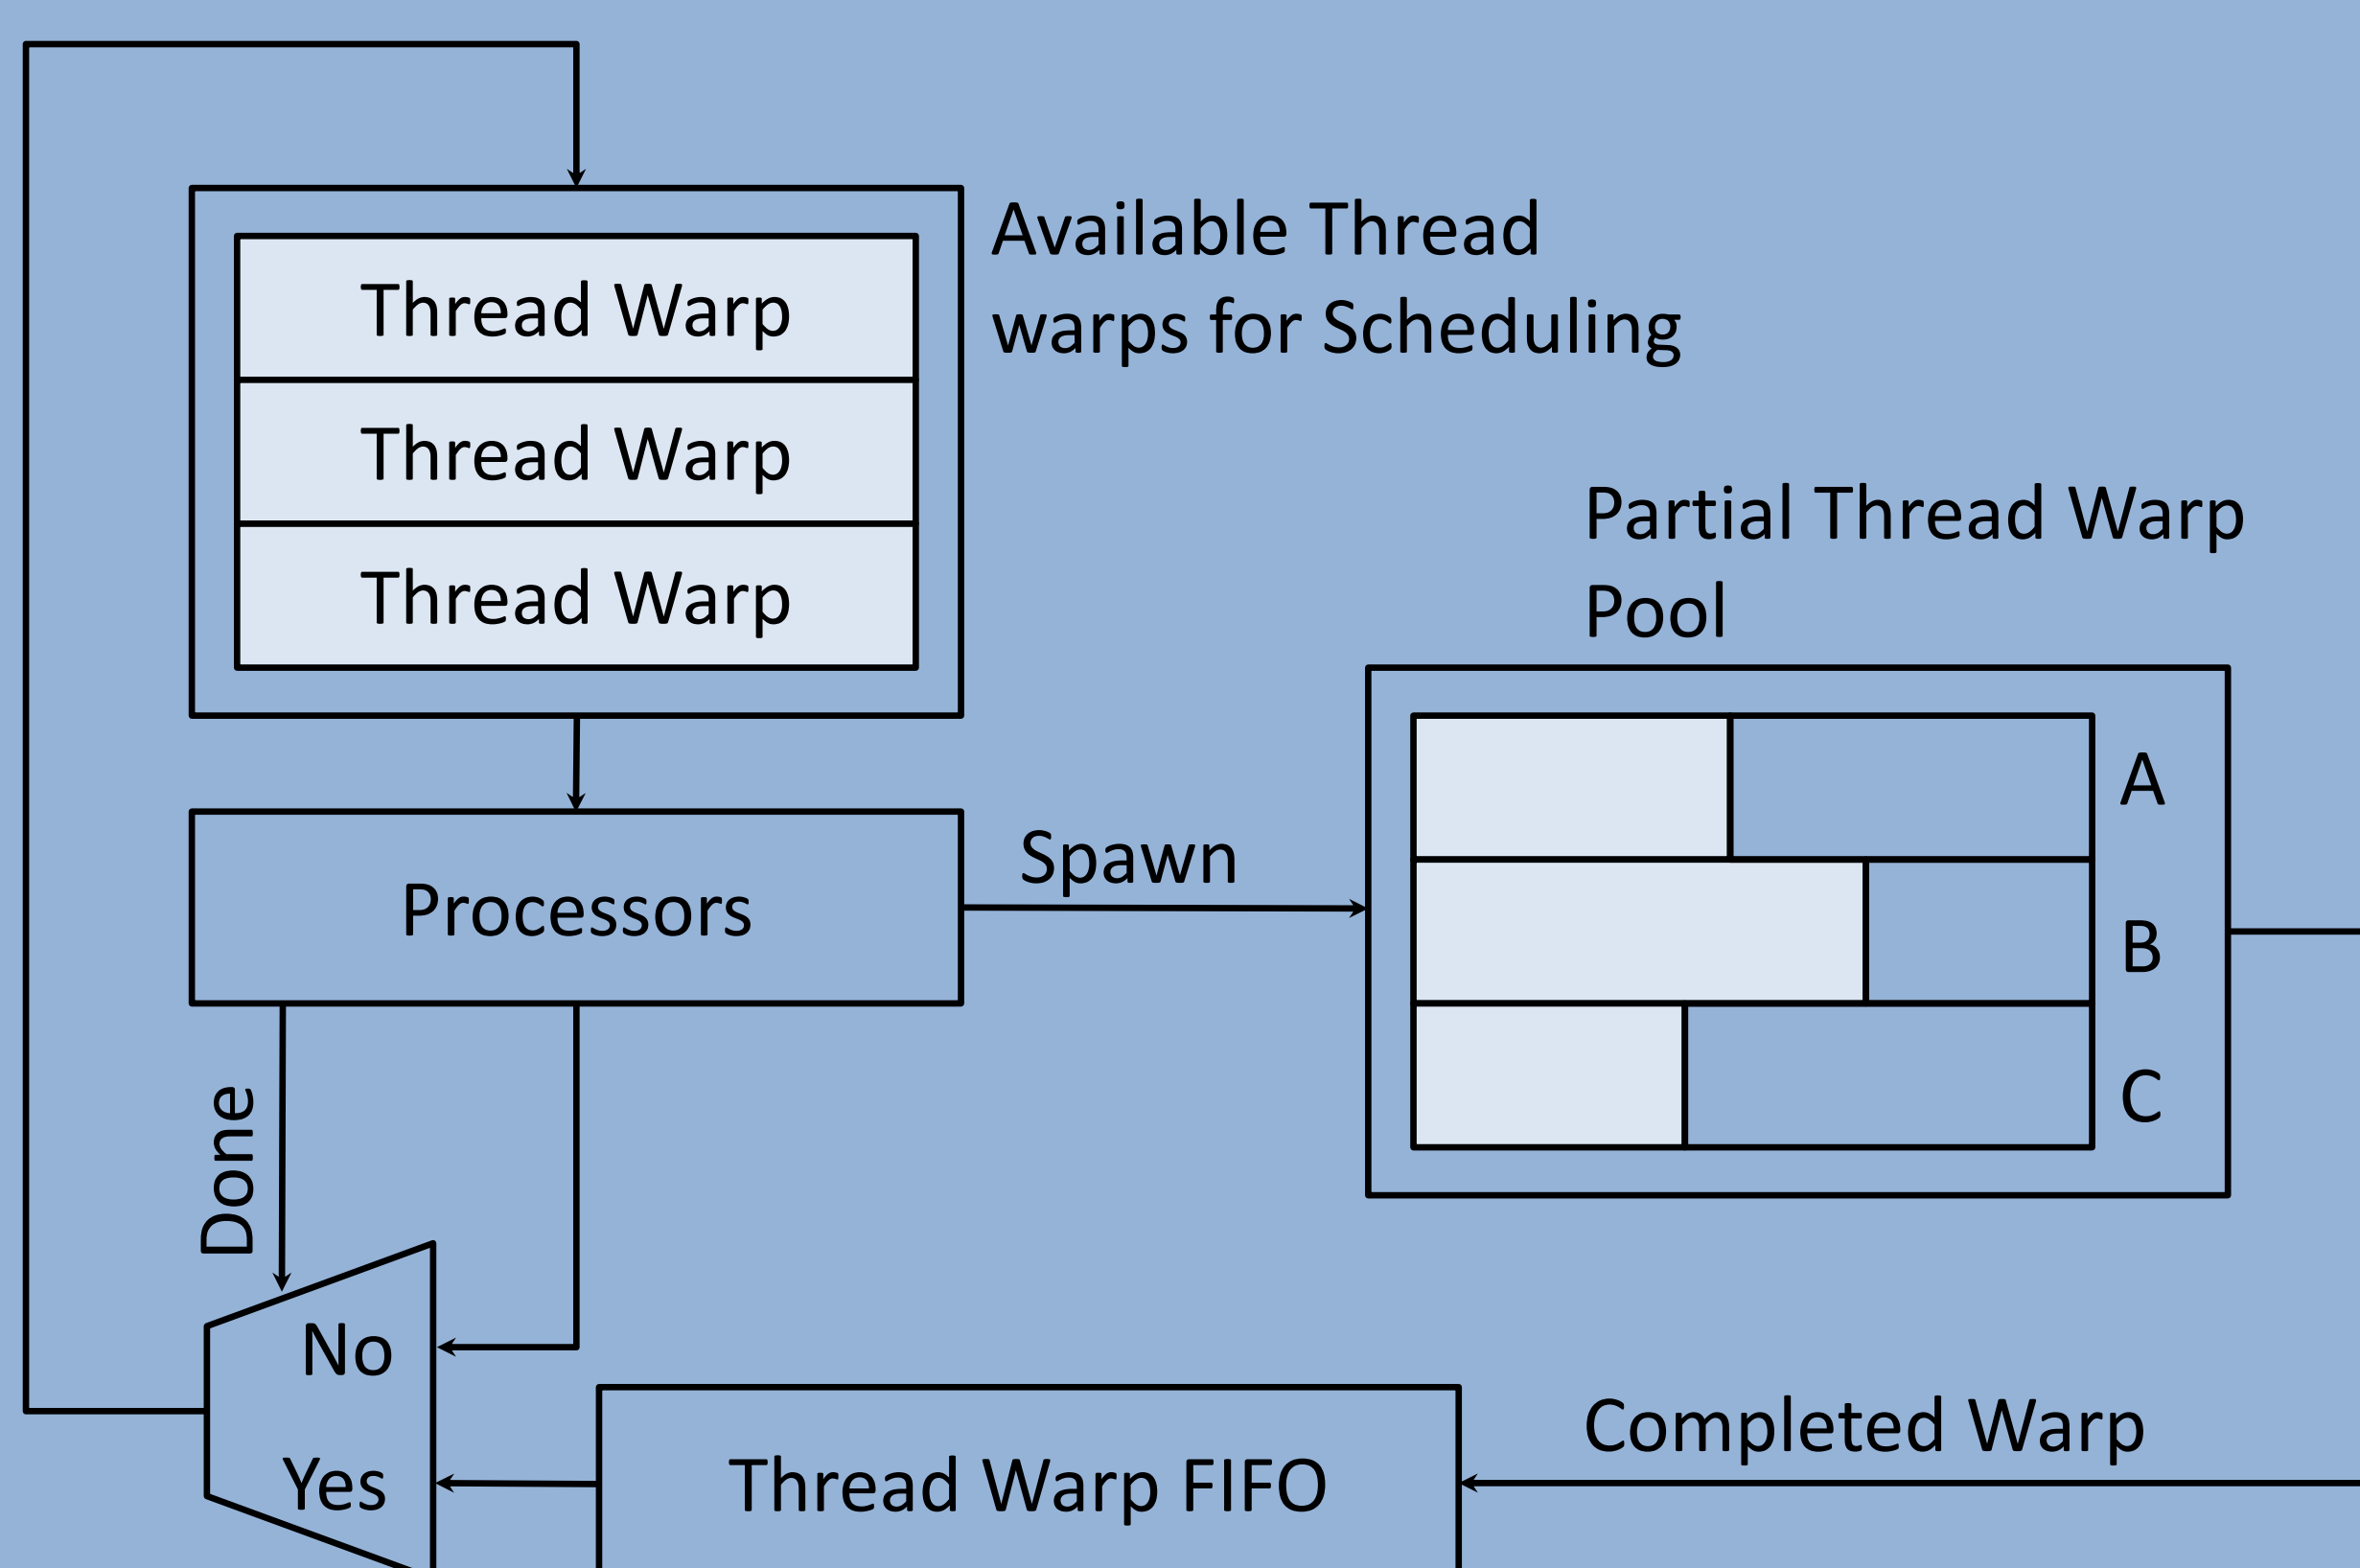 Available Thread
warps for Scheduling
Thread Warp
Thread Warp
Thread Warp
Partial Thread Warp
Pool
A
B
C
Spawn
Processors
Done
No
Yes
Thread Warp FIFO
Completed Warp